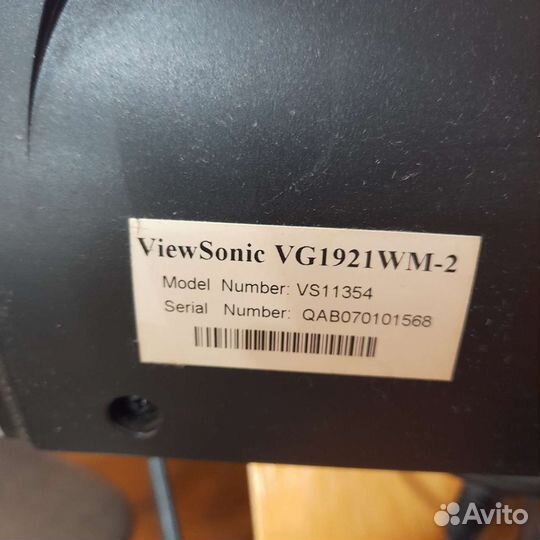 ViewSonic VG1921WM-2
Model Number: VS11354
Serial Number: QAB070101568
Avito